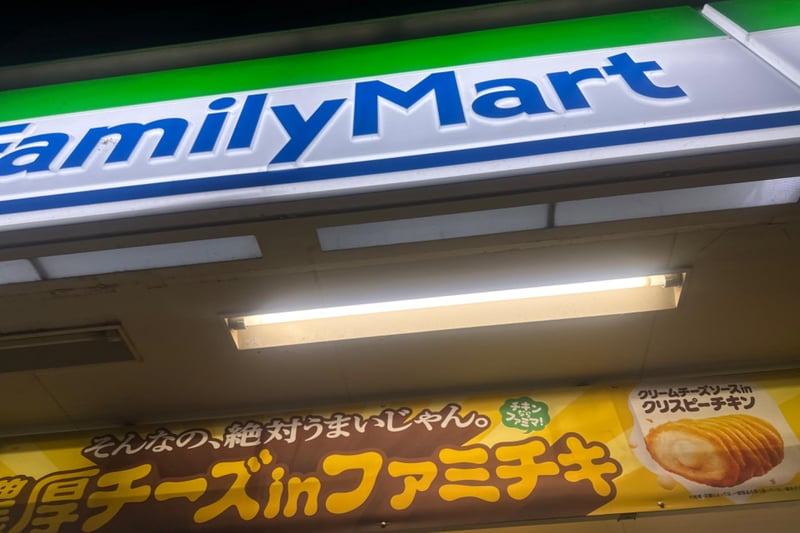 FamilyMart
そんなの、絶対うまいじゃん。
チキン
なら
ファミマ!
濃厚チーズinファミチキ
クリームチーズソースin
クリスピーチキン